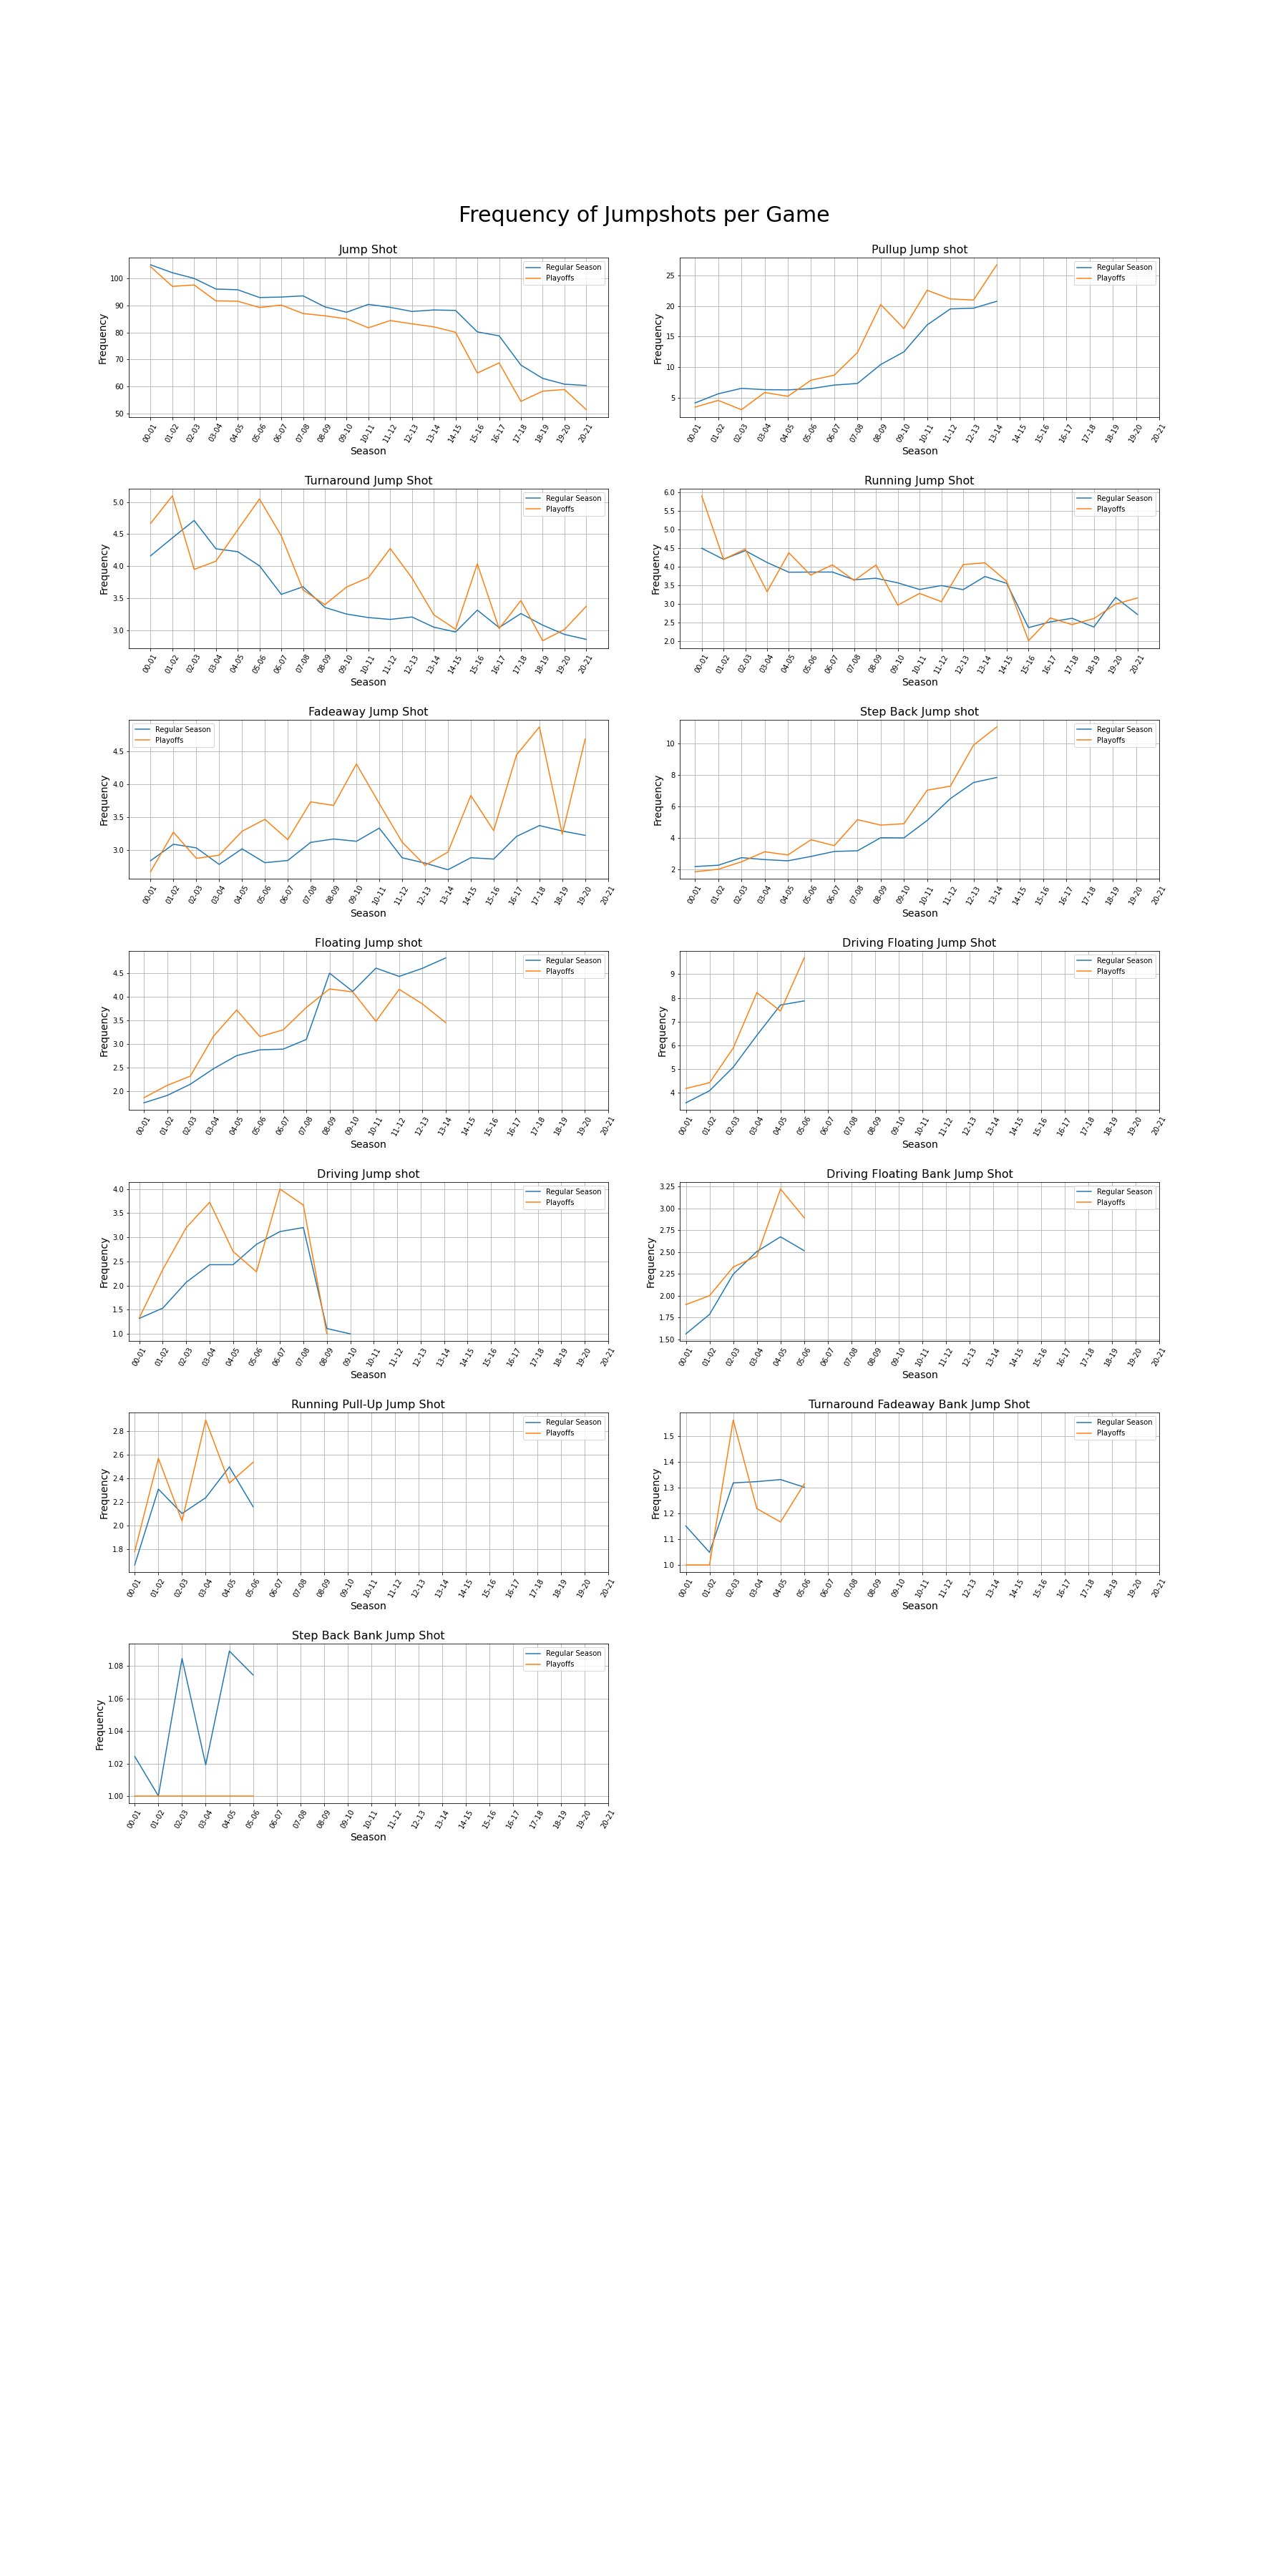 Frequency of Jumpshots per Game
Jump Shot
Regular Season
Playoffs
100
90
80
70
60
50
Frequency
00-01 01-02 02-03 03-04 04-05 05-06 06-07 07-08 08-09 09-10 10-11 11-12 12-13 13-14 14-15 15-16 16-17 17-18 18-19 19-20 20-21
Season
Pullup Jump shot
Regular Season
Playoffs
25
20
15
10
5
Frequency
00-01 01-02 02-03 03-04 04-05 05-06 06-07 07-08 08-09 09-10 10-11 11-12 12-13 13-14 14-15 15-16 16-17 17-18 18-19 19-20 20-21
Season
Turnaround Jump Shot
Regular Season
Playoffs
5.0
4.5
4.0
3.5
3.0
Frequency
00-01 01-02 02-03 03-04 04-05 05-06 06-07 07-08 08-09 09-10 10-11 11-12 12-13 13-14 14-15 15-16 16-17 17-18 18-19 19-20 20-21
Season
Running Jump Shot
Regular Season
Playoffs
6.0
5.5
5.0
4.5
4.0
3.5
3.0
2.5
2.0
Frequency
00-01 01-02 02-03 03-04 04-05 05-06 06-07 07-08 08-09 09-10 10-11 11-12 12-13 13-14 14-15 15-16 16-17 17-18 18-19 19-20 20-21
Season
Fadeaway Jump Shot
Regular Season
Playoffs
4.5
4.0
3.5
3.0
Frequency
00-01 01-02 02-03 03-04 04-05 05-06 06-07 07-08 08-09 09-10 10-11 11-12 12-13 13-14 14-15 15-16 16-17 17-18 18-19 19-20 20-21
Season
Step Back Jump shot
Regular Season
Playoffs
10
8
6
4
2
Frequency
00-01 01-02 02-03 03-04 04-05 05-06 06-07 07-08 08-09 09-10 10-11 11-12 12-13 13-14 14-15 15-16 16-17 17-18 18-19 19-20 20-21
Season
Floating Jump shot
Regular Season
Playoffs
4.5
4.0
3.5
3.0
2.5
2.0
Frequency
00-01 01-02 02-03 03-04 04-05 05-06 06-07 07-08 08-09 09-10 10-11 11-12 12-13 13-14 14-15 15-16 16-17 17-18 18-19 19-20 20-21
Season
Driving Floating Jump Shot
Regular Season
Playoffs
9
8
7
6
5
4
Frequency
00-01 01-02 02-03 03-04 04-05 05-06 06-07 07-08 08-09 09-10 10-11 11-12 12-13 13-14 14-15 15-16 16-17 17-18 18-19 19-20 20-21
Season
Driving Jump shot
Regular Season
Playoffs
4.0
3.5
3.0
2.5
2.0
1.5
1.0
Frequency
00-01 01-02 02-03 03-04 04-05 05-06 06-07 07-08 08-09 09-10 10-11 11-12 12-13 13-14 14-15 15-16 16-17 17-18 18-19 19-20 20-21
Season
Driving Floating Bank Jump Shot
Regular Season
Playoffs
3.25
3.00
2.75
2.50
2.25
2.00
1.75
1.50
Frequency
00-01 01-02 02-03 03-04 04-05 05-06 06-07 07-08 08-09 09-10 10-11 11-12 12-13 13-14 14-15 15-16 16-17 17-18 18-19 19-20 20-21
Season
Running Pull-Up Jump Shot
Regular Season
Playoffs
2.8
2.6
2.4
2.2
2.0
1.8
Frequency
00-01 01-02 02-03 03-04 04-05 05-06 06-07 07-08 08-09 09-10 10-11 11-12 12-13 13-14 14-15 15-16 16-17 17-18 18-19 19-20 20-21
Season
Turnaround Fadeaway Bank Jump Shot
Regular Season
Playoffs
1.5
1.4
1.3
1.2
1.1
1.0
Frequency
00-01 01-02 02-03 03-04 04-05 05-06 06-07 07-08 08-09 09-10 10-11 11-12 12-13 13-14 14-15 15-16 16-17 17-18 18-19 19-20 20-21
Season
Step Back Bank Jump Shot
Regular Season
Playoffs
1.08
1.06
1.04
1.02
1.00
Frequency
00-01 01-02 02-03 03-04 04-05 05-06 06-07 07-08 08-09 09-10 10-11 11-12 12-13 13-14 14-15 15-16 16-17 17-18 18-19 19-20 20-21
Season